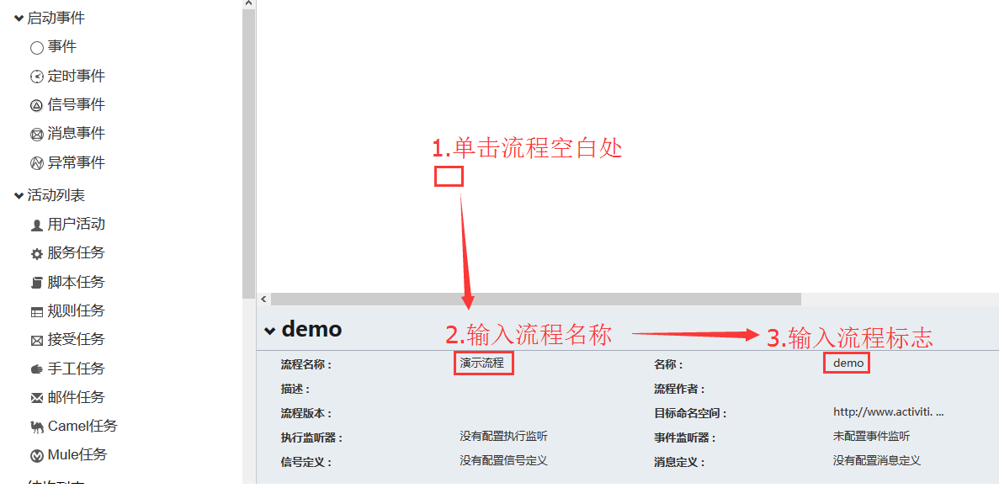 启动事件
事件
定时事件
信号事件
消息事件
异常事件
活动列表
用户活动
服务任务
脚本任务
规则任务
接受任务
手工任务
邮件任务
Camel任务
Mule任务
1.单击流程空白处
demo
2.输入流程名称
3.输入流程标志
流程名称： 演示流程 名称： demo
描述： 流程作者：
流程版本： 目标命名空间： http://www.activiti. ...
执行监听器： 没有配置执行监听 事件监听器： 未配置事件监听
信号定义： 没有配置信号定义 消息定义： 没有配置消息定义